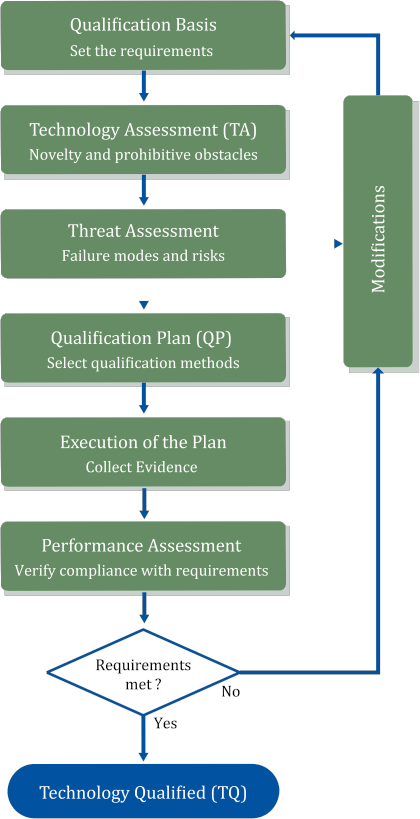 Qualification Basis
Set the requirements
Technology Assessment (TA)
Novelty and prohibitive obstacles
Threat Assessment
Failure modes and risks
Modifications
Qualification Plan (QP)
Select qualification methods
Execution of the Plan
Collect Evidence
Performance Assessment
Verify compliance with requirements
Requirements
met ?
No
Yes
Technology Qualified (TQ)